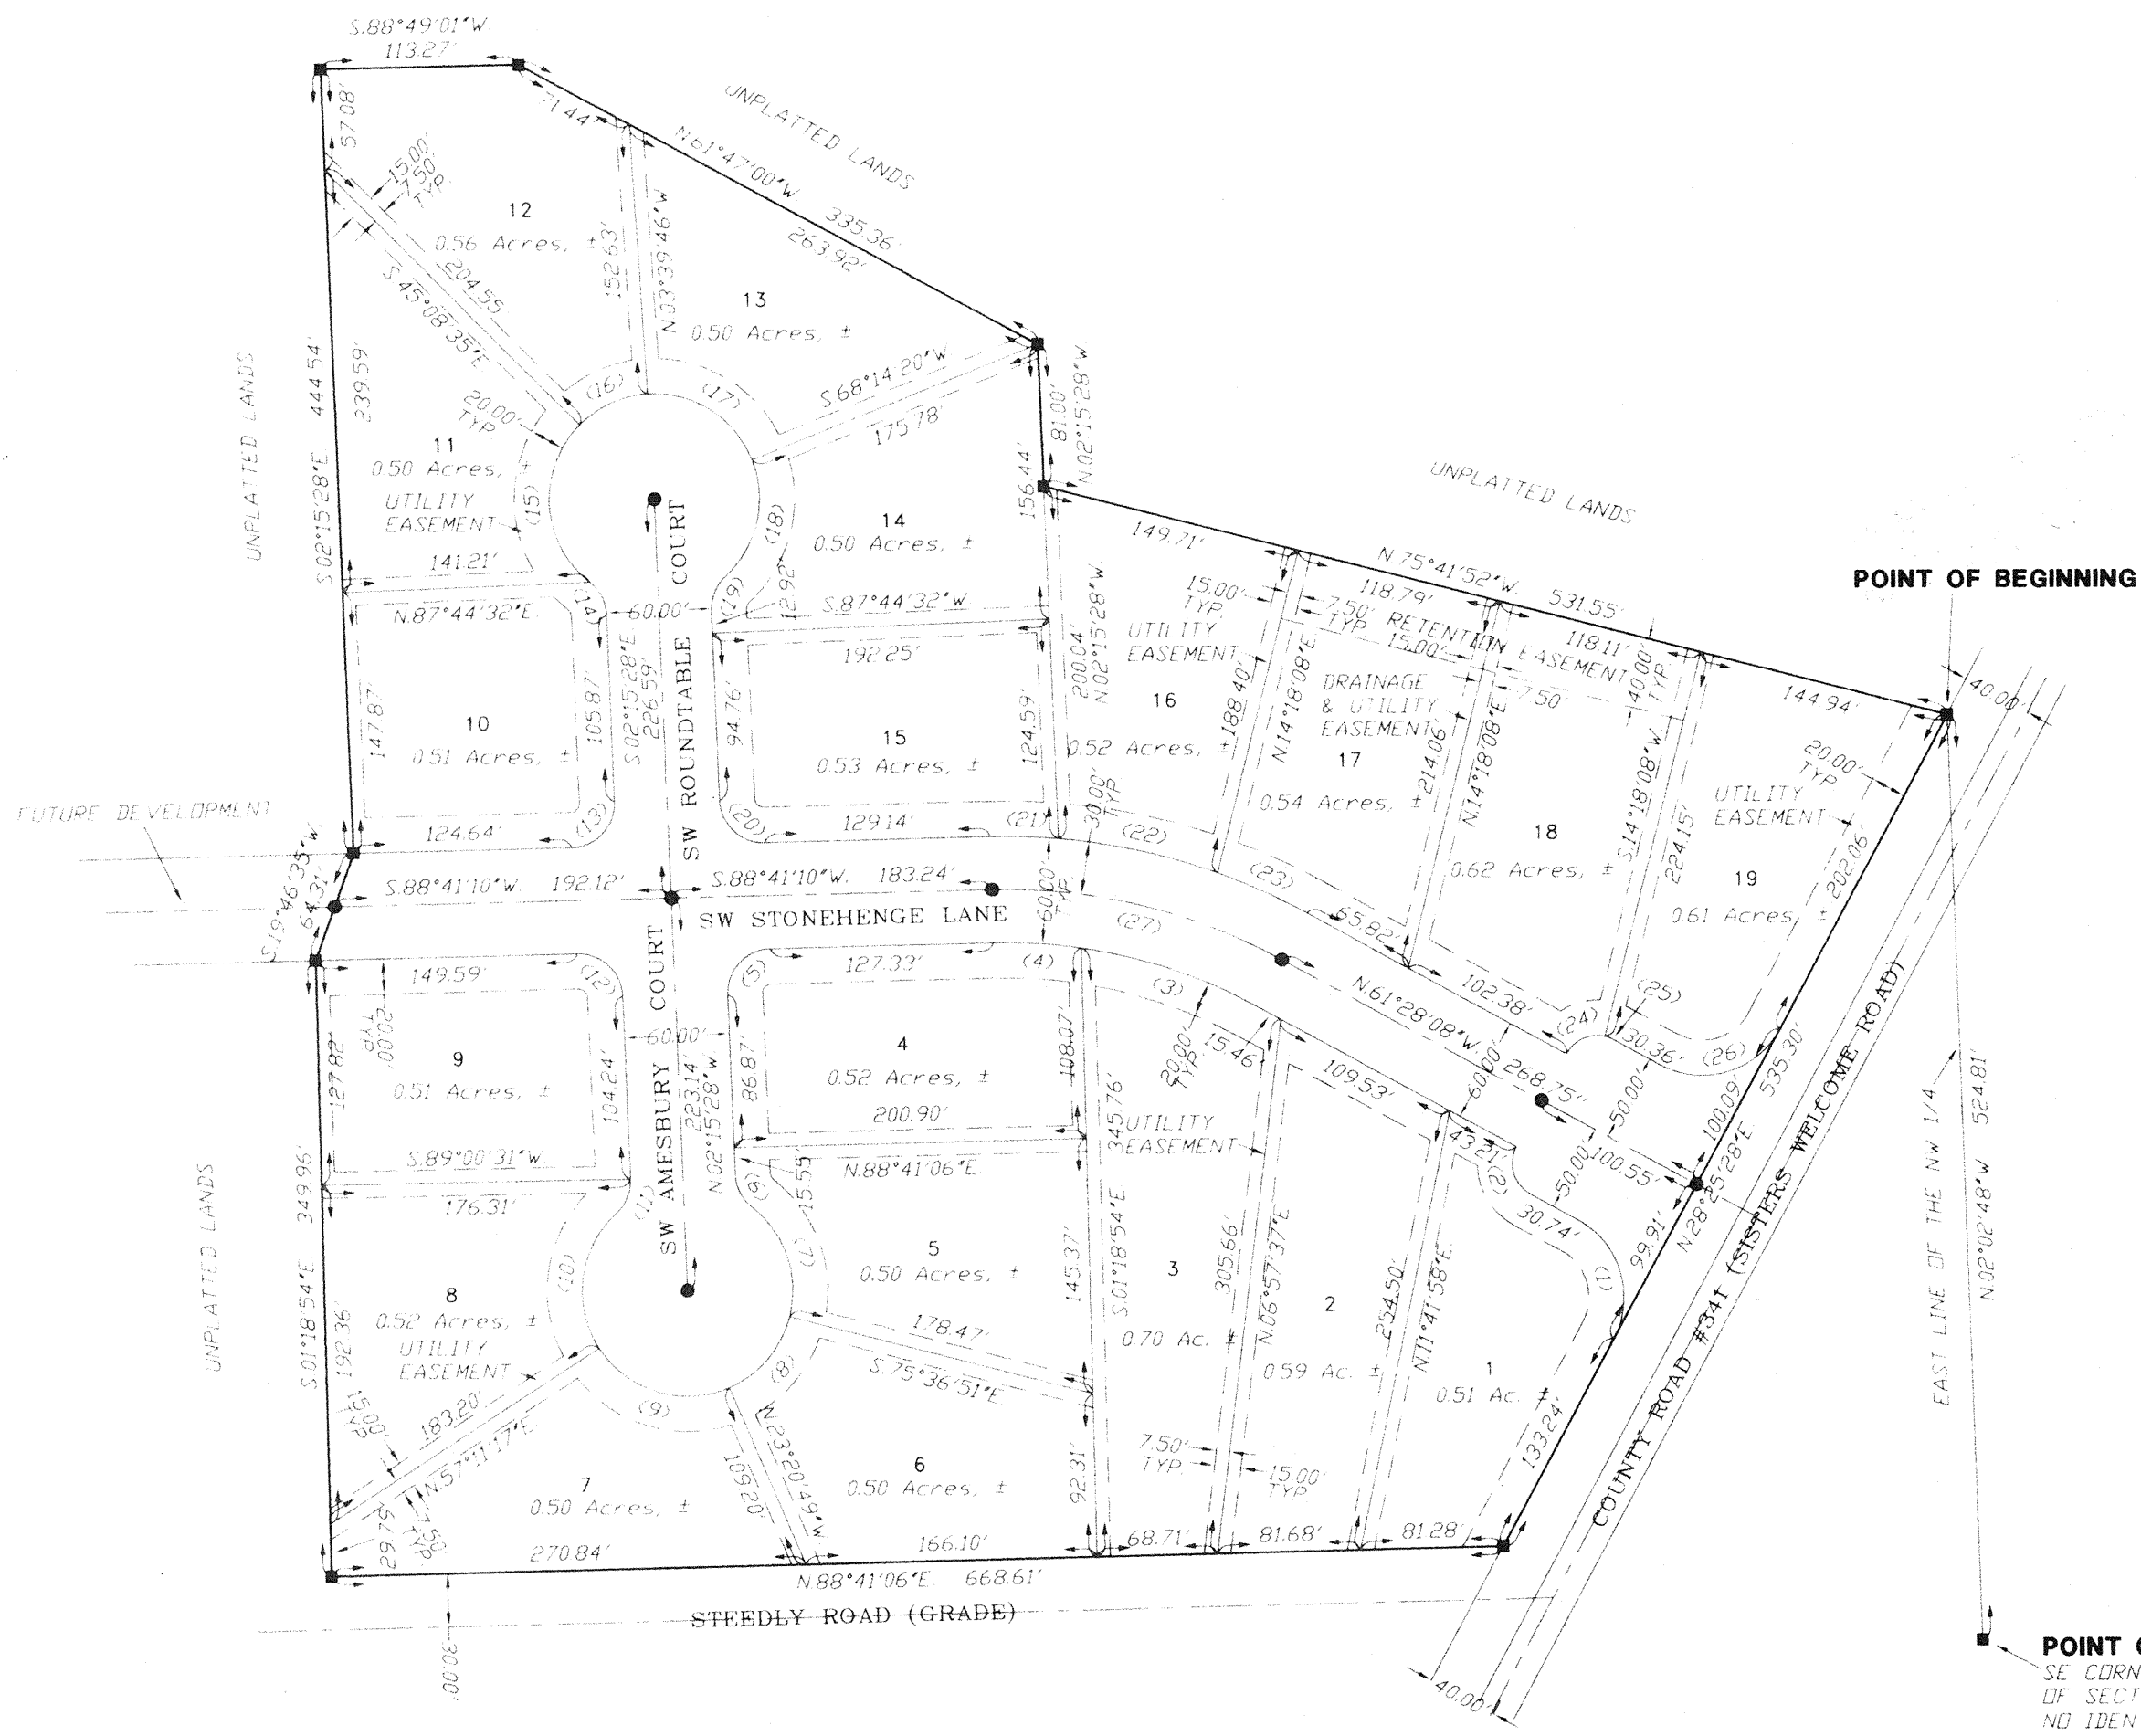 S.88°49'01"W.
113.27'
57.08'
71.44'
UNPLATTED LANDS
N.61°47'00"W 335.36'
263.92'
15.00'
7.50'
TYP.
12
0.56 Acres, ±
152.63'
N.03°39'46"W
204.55'
S.45°08'35"E
13
0.50 Acres, ±
S.68°14'20"W
175.78'
81.00'
N.02°15'28"W
UNPLATTED LANDS
S.02°15'28"E 444.54'
239.59'
20.00'
TYP.
(16)
(17)
11
0.50 Acres, ±
UTILITY
EASEMENT
(15)
(18)
141.21'
N.87°44'32"E.
(14)
60.00'
(19)
12.92'
14
0.50 Acres, ±
156.44'
S.87°44'32"W
192.25'
UNPLATTED LANDS
149.71'
N.75°41'52"W. 531.55'
118.79'
118.11'
144.94'
POINT OF BEGINNING
40.00'
15.00'
TYP.
7.50'
TYP.
RETENTION EASEMENT
15.00'
7.50'
40.00'
TYP.
UTILITY
EASEMENT
200.04'
N.02°15'28"W.
16
0.52 Acres, ±
188.40'
N.14°18'08"E.
DRAINAGE
& UTILITY
EASEMENT
17
0.54 Acres, ±
214.06'
N.14°18'08"E.
18
0.62 Acres, ±
S.14°18'08"W.
224.15'
20.00'
TYP.
UTILITY
EASEMENT
19
0.61 Acres, ±
202.06'
147.87'
10
0.51 Acres, ±
105.87'
S.02°15'28"E
226.59'
SW ROUNDTABLE COURT
94.76'
15
0.53 Acres, ±
124.59'
30.00'
TYP.
FUTURE DEVELOPMENT
124.64'
(13)
(20)
129.14'
(21)
(22)
(23)
65.82'
S.19°46'35"W.
64.31'
S.88°41'10"W. 192.12'
S.88°41'10"W. 183.24'
SW STONEHENGE LANE
60.00'
TYP.
(27)
102.38'
(24)
(25)
30.36'
(26)
149.59'
(12)
(5)
127.33'
(4)
(3)
N.61°28'08"W. 268.75"
20.00'
TYP.
127.82'
9
0.51 Acres, ±
104.24'
60.00'
SW AMESBURY COURT
223.14'
N.02°15'28"W
86.87'
4
0.52 Acres, ±
108.07'
200.90'
N.88°41'06"E.
20.00'
TYP.
15.46'
109.53'
60.00'
50.00'
100.09'
535.30'
N.28°25'28"E.
S.89°00'31"W
176.31'
(11)
(6)
15.55'
345.76'
UTILITY
EASEMENT
43.21'
(2)
50.00'
100.55'
30.74'
(1)
99.91'
COUNTY ROAD #341 (SISTERS WELCOME ROAD)
EAST LINE OF THE NW 1/4
N.02°02'48"W 524.81'
UNPLATTED LANDS
S.01°18'54"E 349.96'
192.36'
8
0.52 Acres, ±
UTILITY
EASEMENT
(10)
(7)
5
0.50 Acres, ±
145.37'
S.01°18'54"E.
3
0.70 Ac. ±
305.66'
N.06°57'37"E
2
0.59 Ac. ±
254.50'
N.11°41'58"E.
1
0.51 Ac. ±
133.24'
178.47'
S.75°36'51"E
(8)
(9)
15.00'
TYP.
183.20'
N.57°11'17"E.
7.50'
TYP.
29.79'
7
0.50 Acres, ±
109.20'
N.23°20'49"W.
6
0.50 Acres, ±
92.31'
7.50'
TYP.
15.00'
TYP.
270.84'
166.10'
68.71'
81.68'
81.28'
N.88°41'06"E. 668.61'
STEEDLY ROAD (GRADE)
30.00'
40.00'
POINT
SE CORN
OF SECT
NO IDEN